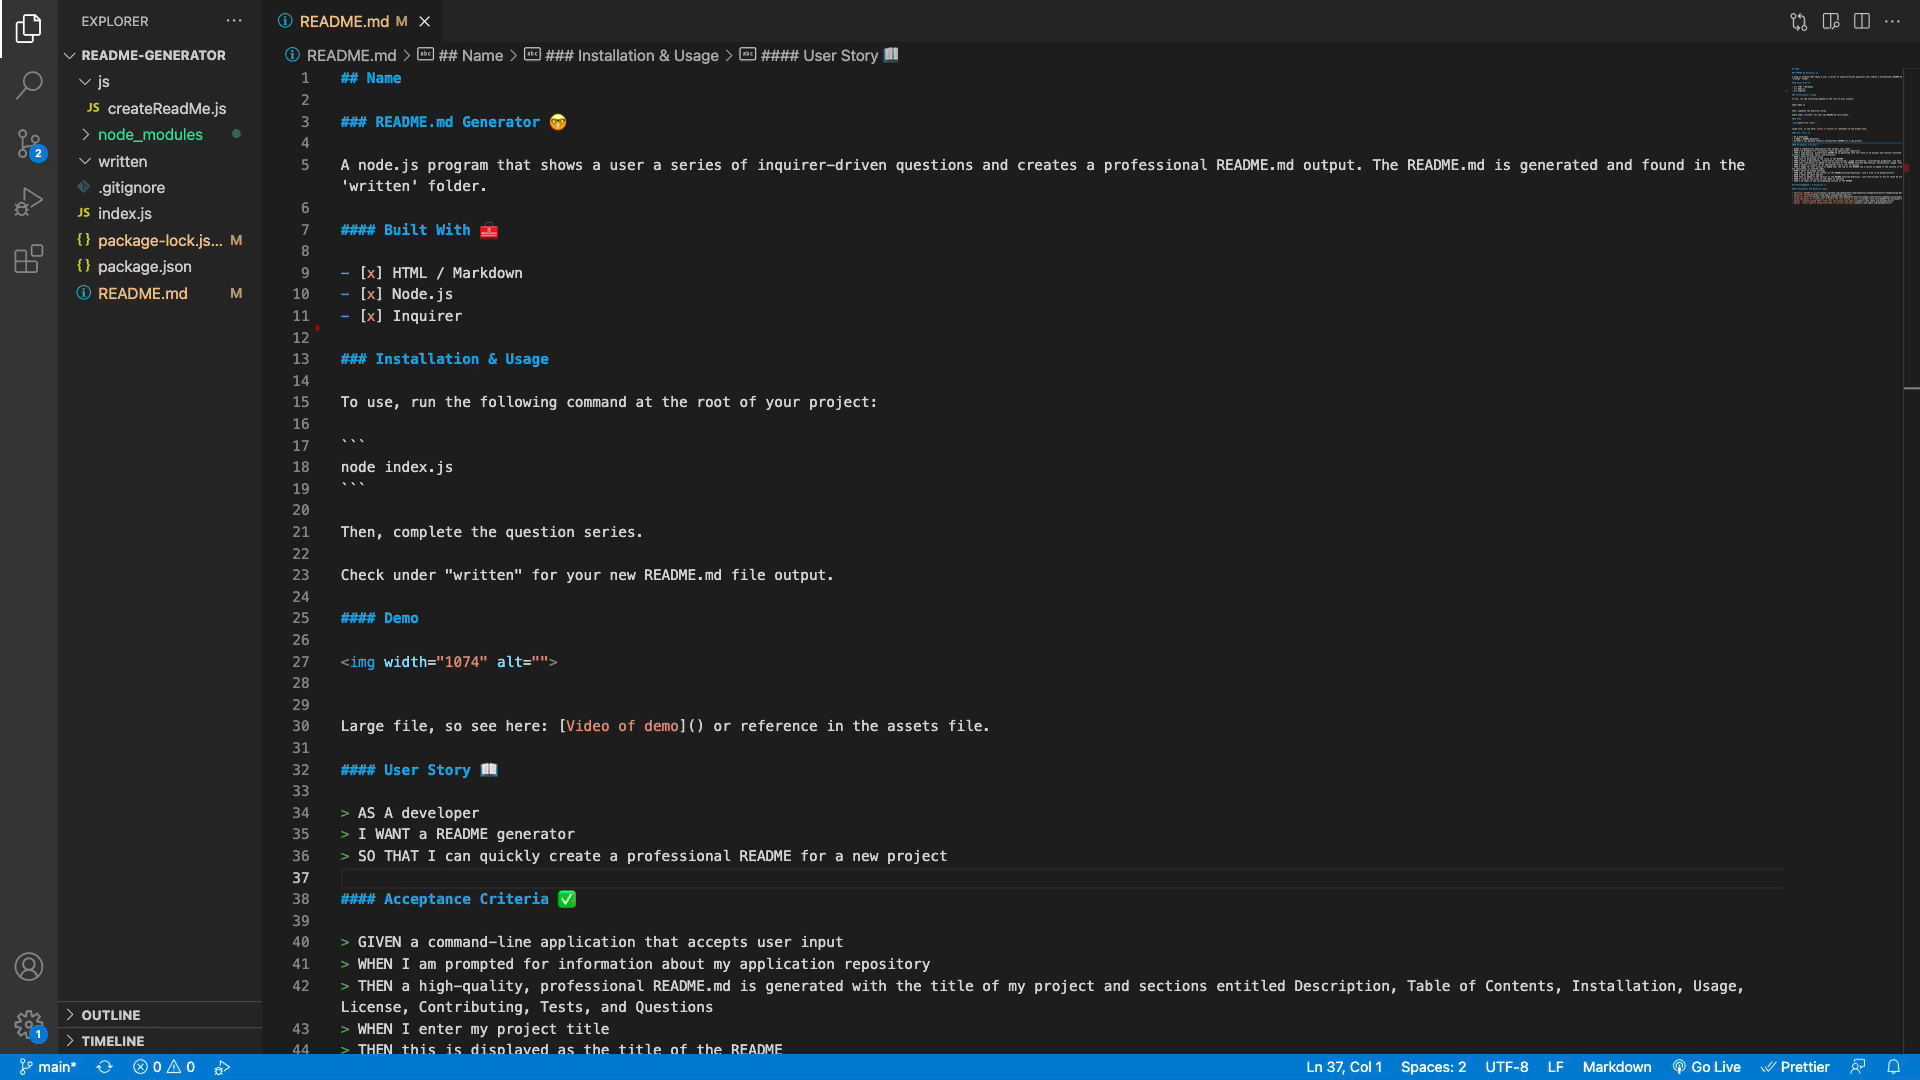 EXPLORER
README-GENERATOR
js
JS createReadMe.js
node_modules
written
.gitignore
JS index.js
{} package-lock.js... M
{} package.json
README.md M
OUTLINE
TIMELINE
README.md M
README.md > ## Name > ### Installation & Usage > #### User Story 📖
1 ## Name
2
3 ### README.md Generator 🤓
4
5 A node.js program that shows a user a series of inquirer-driven questions and creates a professional README.md output. The README.md is generated and found in the
'written' folder.
6
7 #### Built With 🧰
8
9 - [x] HTML / Markdown
10 - [x] Node.js
11 - [x] Inquirer
12
13 ### Installation & Usage
14
15 To use, run the following command at the root of your project:
16
17 ```
18 node index.js
19 ```
20
21 Then, complete the question series.
22
23 Check under "written" for your new README.md file output.
24
25 #### Demo
26
27 <img width="1074" alt="">
28
29
30 Large file, so see here: [Video of demo]() or reference in the assets file.
31
32 #### User Story 📖
33
34 > AS A developer
35 > I WANT a README generator
36 > SO THAT I can quickly create a professional README for a new project
37
38 #### Acceptance Criteria ✅
39
40 > GIVEN a command-line application that accepts user input
41 > WHEN I am prompted for information about my application repository
42 > THEN a high-quality, professional README.md is generated with the title of my project and sections entitled Description, Table of Contents, Installation, Usage,
License, Contributing, Tests, and Questions
43 > WHEN I enter my project title
44 > THEN this is displayed as the title of the README
2
1
main* 0 0 Ln 37, Col 1 Spaces: 2 UTF-8 LF Markdown Go Live Prettier